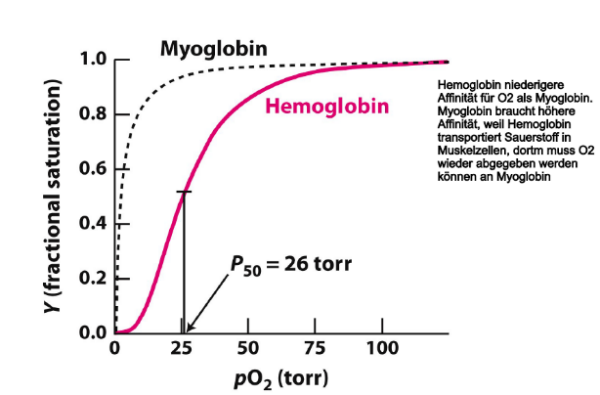 Myoglobin
Hemoglobin
Y (fractional saturation)
1.0
0.8
0.6
0.4
0.2
0.0
P50 = 26 torr
0
25
50
75
100
pO2 (torr)
Hemoglobin niederigere
Affinität für O2 als Myoglobin.
Myoglobin braucht höhere
Affinität, weil Hemoglobin
transportiert Sauerstoff in
Muskelzellen, dortm muss O2
wieder abgegeben werden
können an Myoglobin